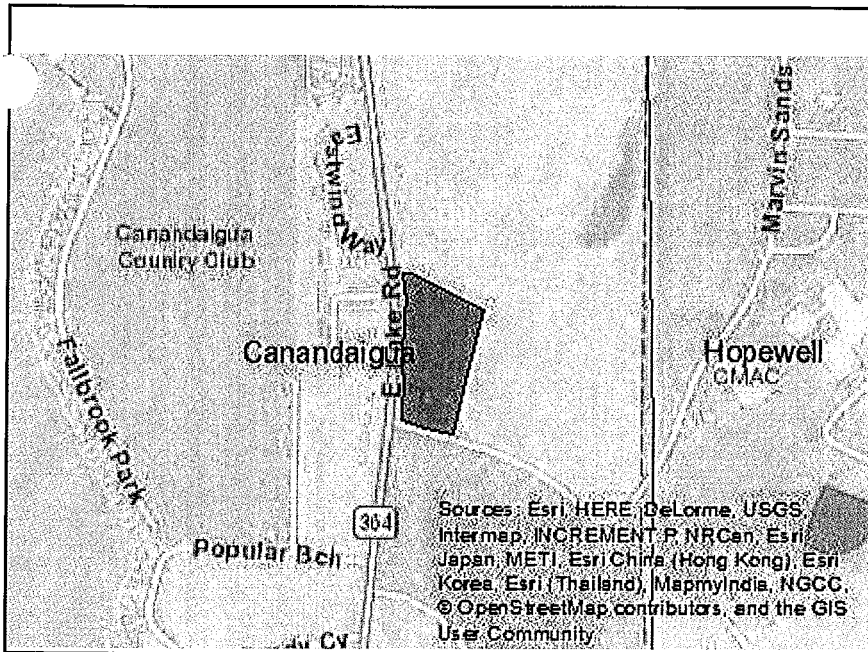 Marvin Sands
Eastwind
Way
Canandaigua
Country Club
E Lake Rd
Canandaigua
Hopewell
CMAC
Fallbrook Park
364
Popular Bch
Cv
Sources: Esri, HERE, DeLorme, USGS,
Intermap, INCREMENT P, NRCan, Esri
Japan, METI, Esri China (Hong Kong), Esri
Korea, Esri (Thailand), MapmyIndia, NGCC,
© OpenStreetMap contributors, and the GIS
User Community